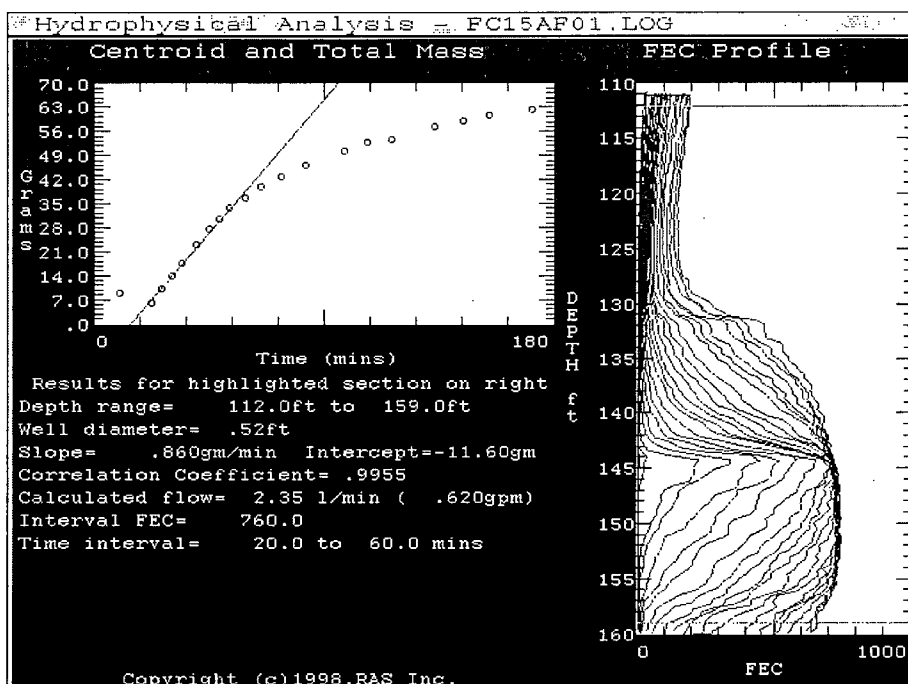 Hydrophysical Analysis — FC15AF01.LOG
Centroid and Total Mass
70.0
63.0
56.0
49.0
42.0
35.0
28.0
21.0
14.0
7.0
.0
Grams
0
180
Time (mins)
Results for highlighted section on right
Depth range= 112.0ft to 159.0ft
Well diameter= .52ft
Slope= .860gm/min Intercept=-11.60gm
Correlation Coefficient= .9955
Calculated flow= 2.35 l/min ( .620gpm)
Interval FEC= 760.0
Time interval= 20.0 to 60.0 mins
Copyright (c)1998,RAS Inc.
FEC Profile
110
115
120
125
130
135
140
145
150
155
160
DEPTH ft
0
1000
FEC